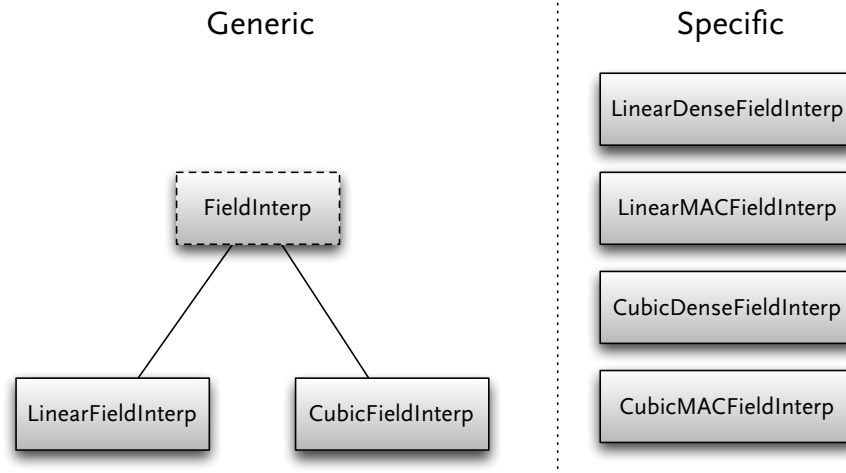 Generic
FieldInterp
LinearFieldInterp
CubicFieldInterp
Specific
LinearDenseFieldInterp
LinearMACFieldInterp
CubicDenseFieldInterp
CubicMACFieldInterp